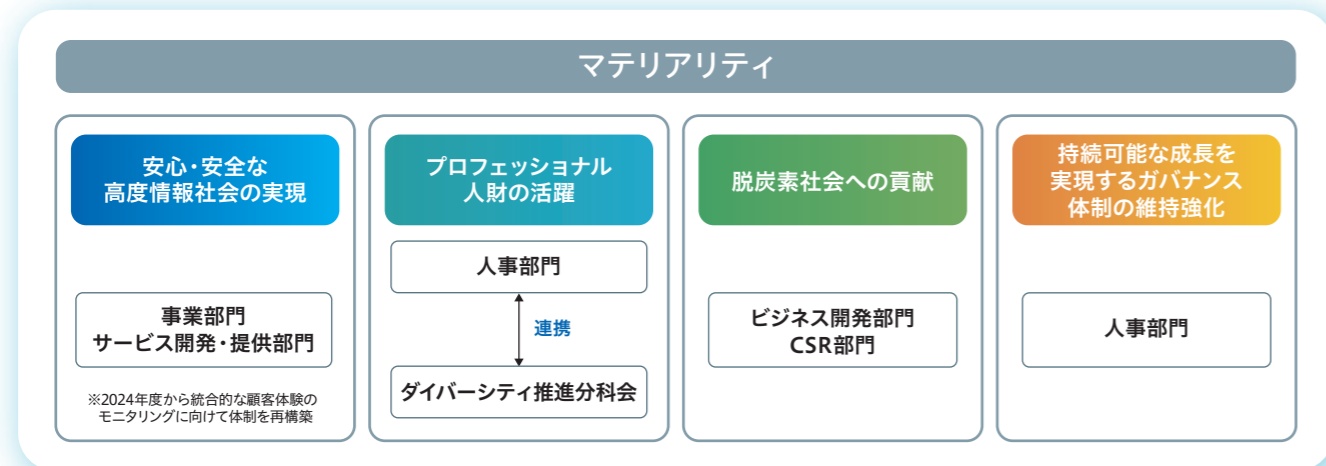 マテリアリティ
安心・安全な
高度情報社会の実現
事業部門
サービス開発・提供部門
※2024年度から統合的な顧客体験の
モニタリングに向けて体制を再構築
プロフェッショナル
人財の活躍
人事部門
連携
ダイバーシティ推進分科会
脱炭素社会への貢献
ビジネス開発部門
CSR部門
持続可能な成長を
実現するガバナンス
体制の維持強化
人事部門